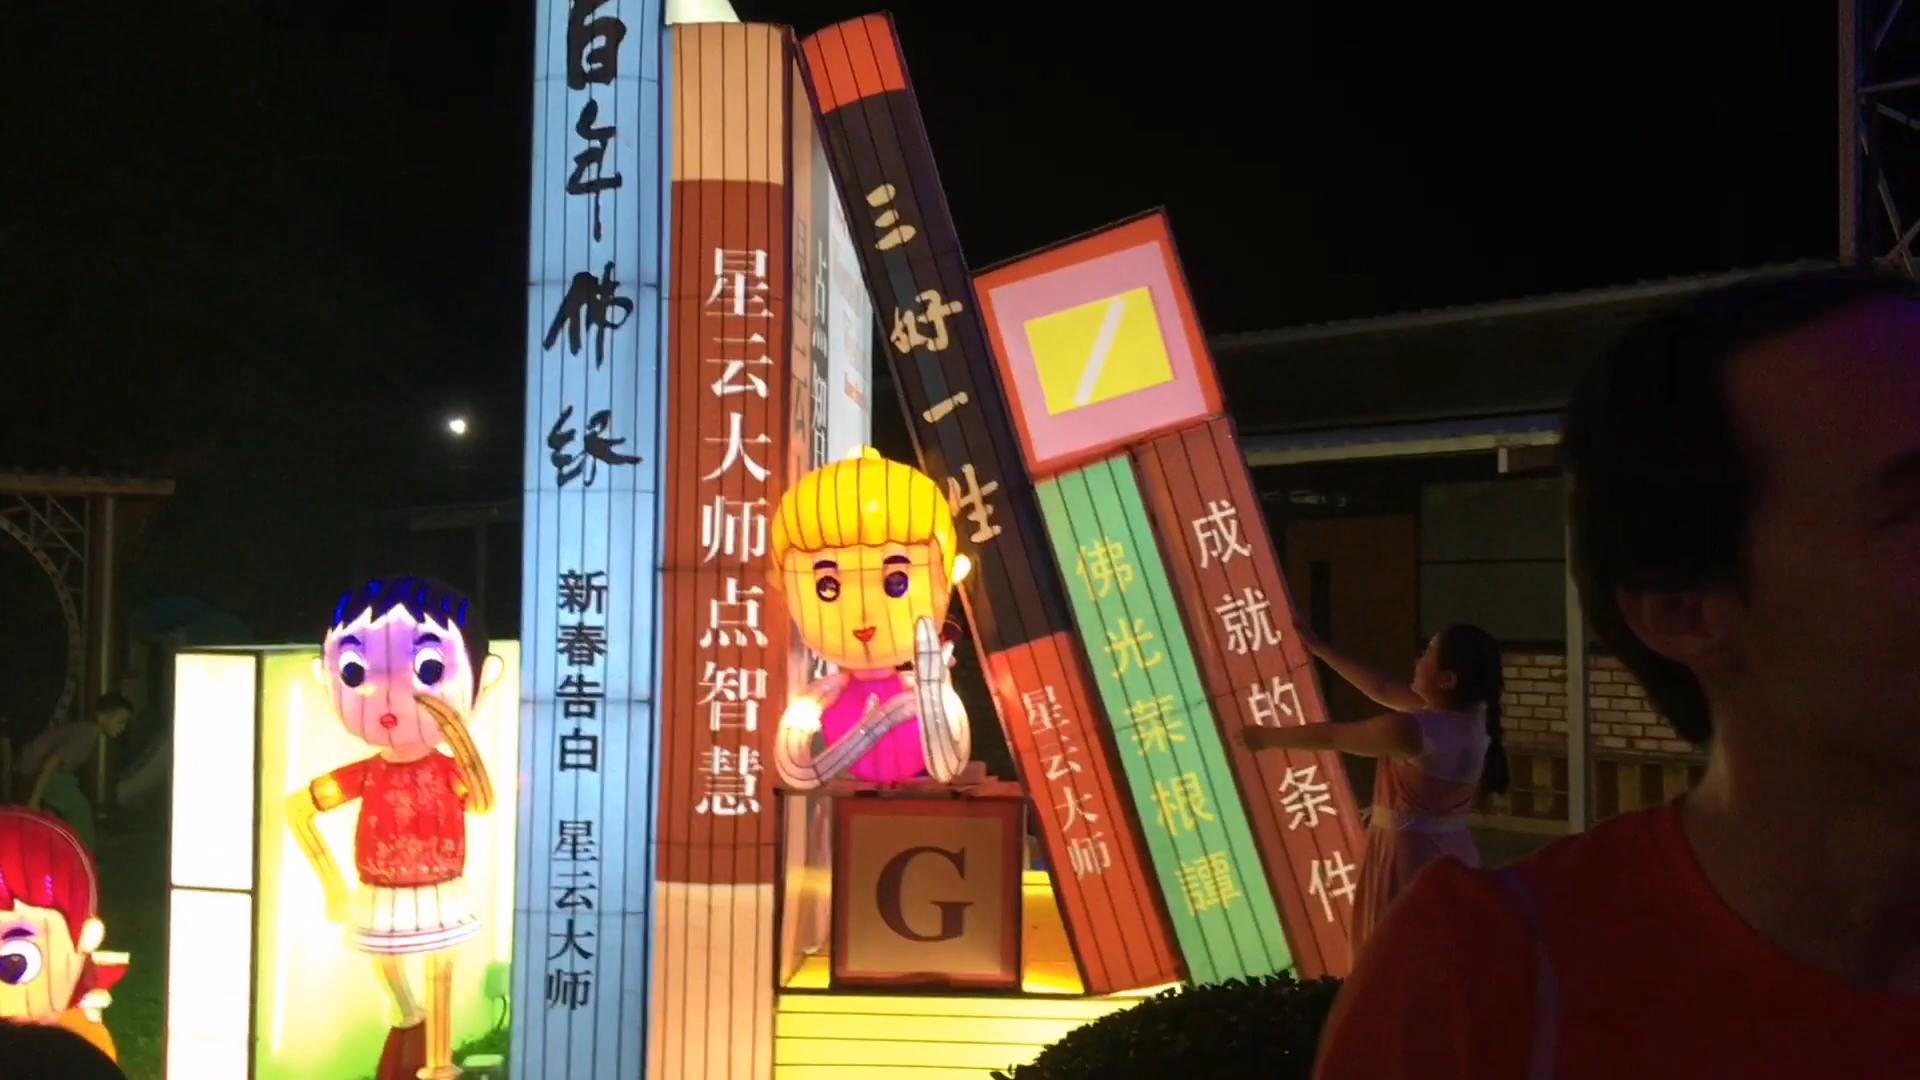 百年佛缘
新春告白
星云大师
星云大师点智慧
三好一生
星云大师
佛光菜根譚
成就的条件
G